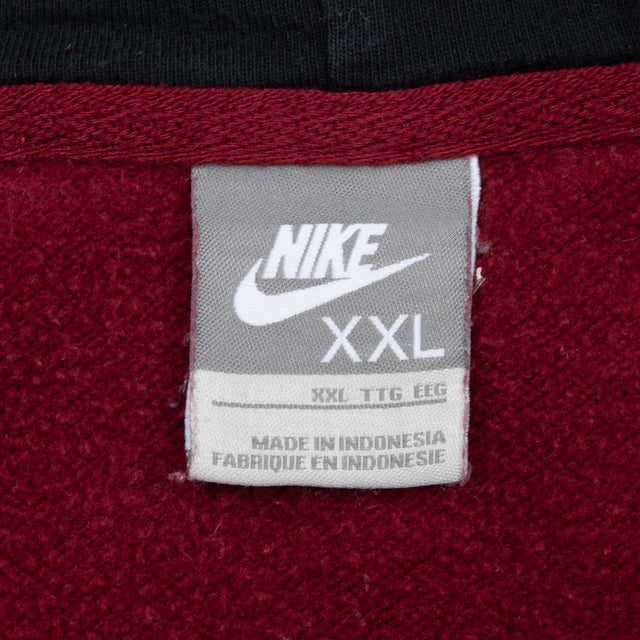 NIKE
XXL
XXL TTG EEG
MADE IN INDONESIA
FABRIQUE EN INDONESIE